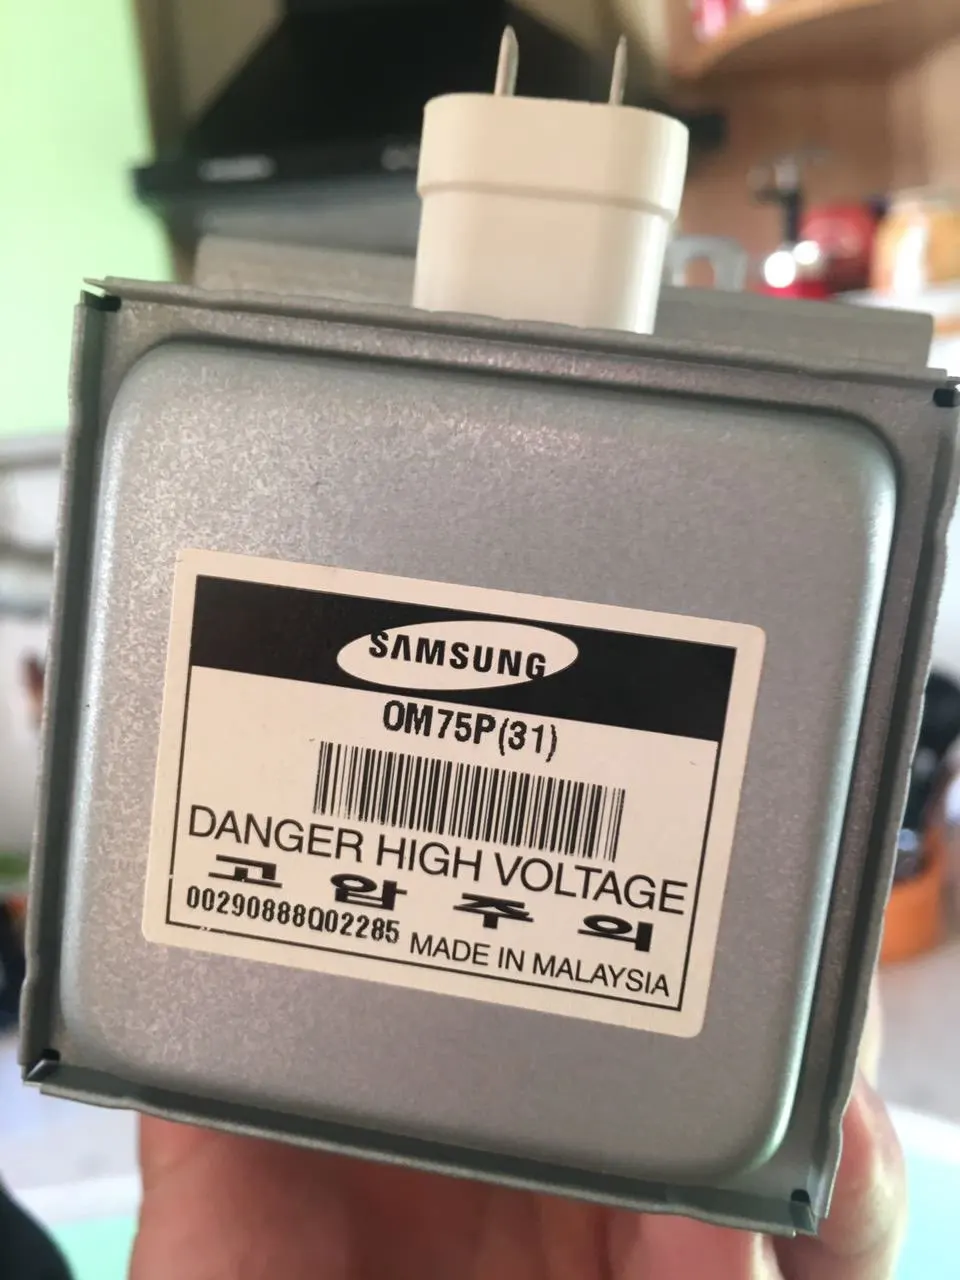 SAMSUNG
OM75P(31)
DANGER HIGH VOLTAGE
고 압 주 의
00290888Q02285 MADE IN MALAYSIA